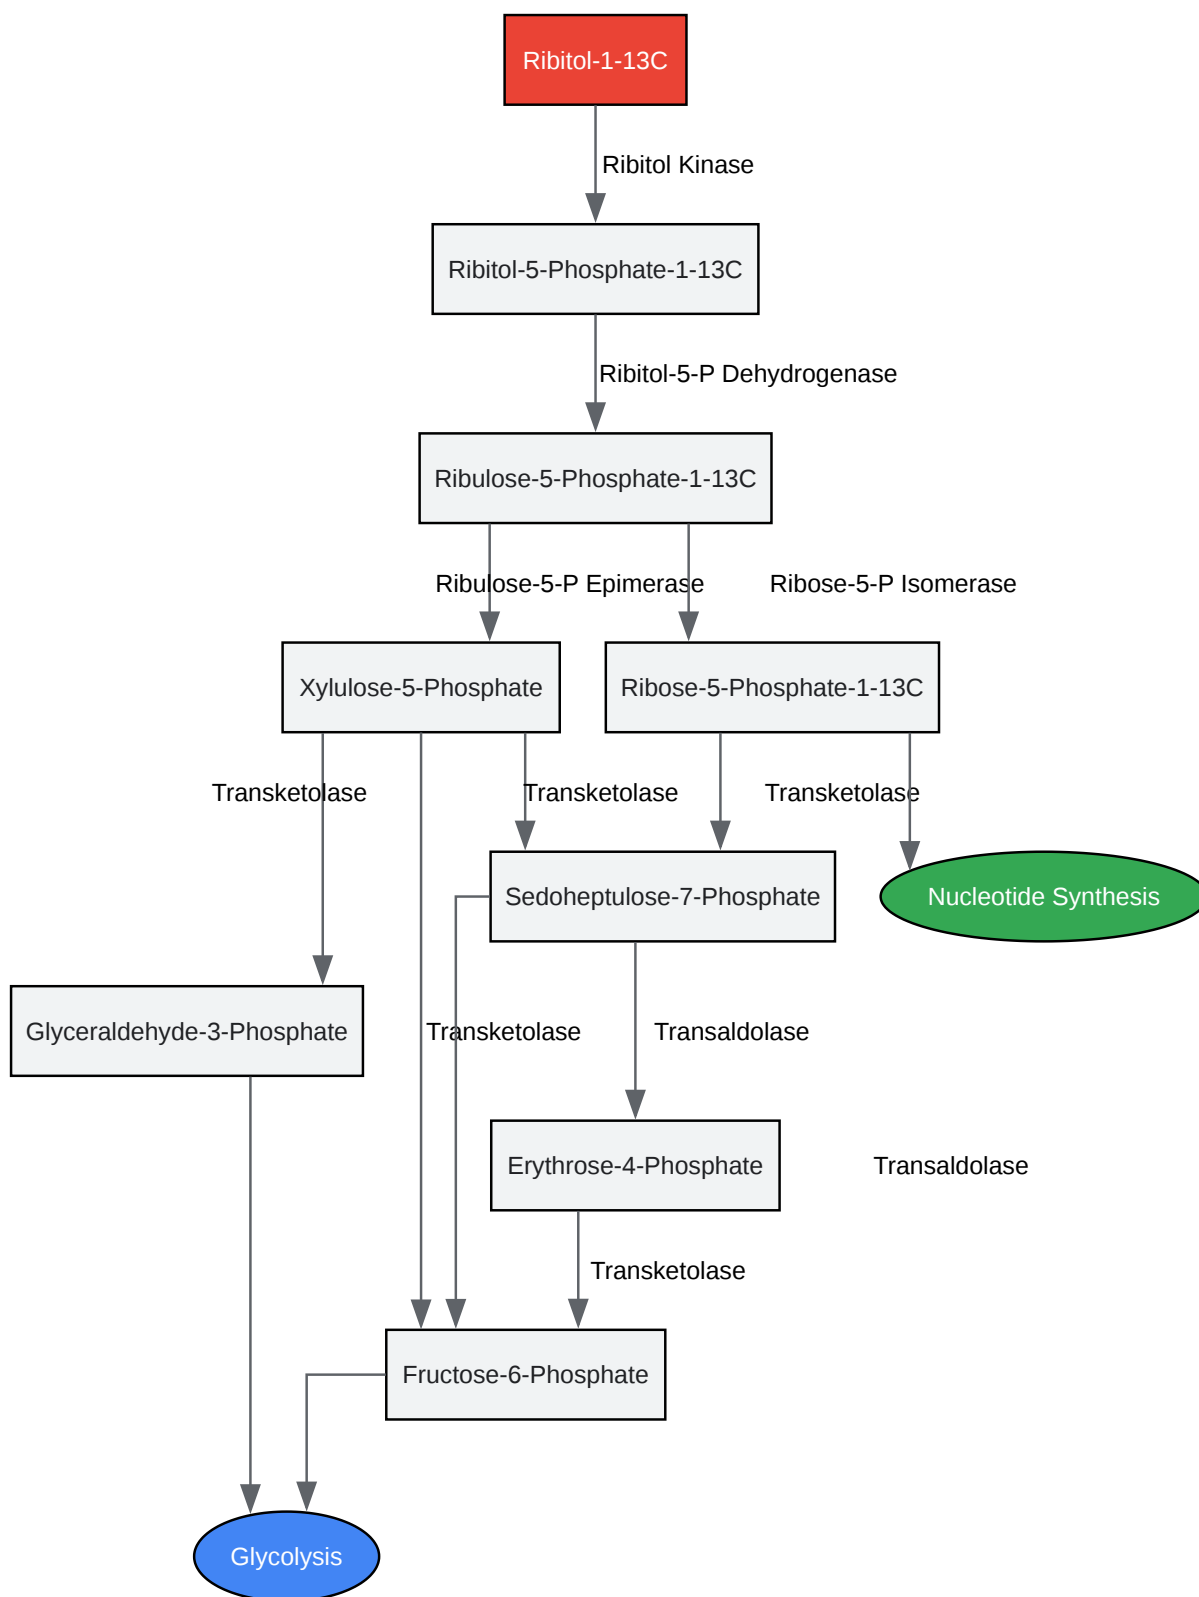 Ribitol-1-13C
Ribitol Kinase
Ribitol-5-Phosphate-1-13C
Ribitol-5-P Dehydrogenase
Ribulose-5-Phosphate-1-13C
Ribulose-5-P Epimerase
Ribose-5-P Isomerase
Xylulose-5-Phosphate
Ribose-5-Phosphate-1-13C
Transketolase
Transketolase
Transketolase
Sedoheptulose-7-Phosphate
Nucleotide Synthesis
Glyceraldehyde-3-Phosphate
Transketolase
Transaldolase
Erythrose-4-Phosphate
Transaldolase
Transketolase
Fructose-6-Phosphate
Glycolysis